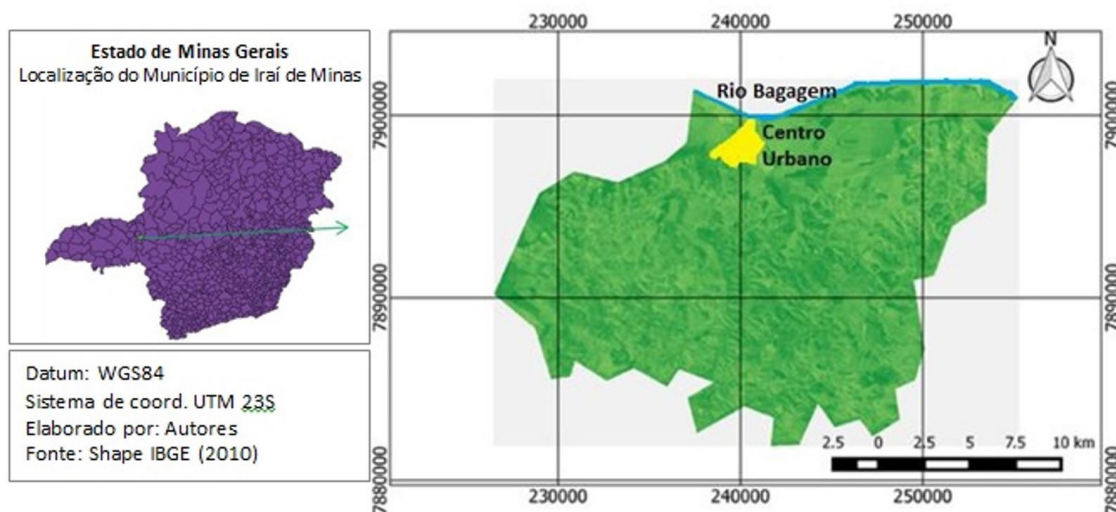 Estado de Minas Gerais
Localização do Município de Iraí de Minas
Datum: WGS84
Sistema de coord. UTM 23S
Elaborado por: Autores
Fonte: Shape IBGE (2010)
230000 240000 250000
N
7900000 7900000
Rio Bagagem
Centro
Urbano
7890000 7890000
2.5 0 2.5 5 7.5 10 km
7880000 7880000
230000 240000 250000